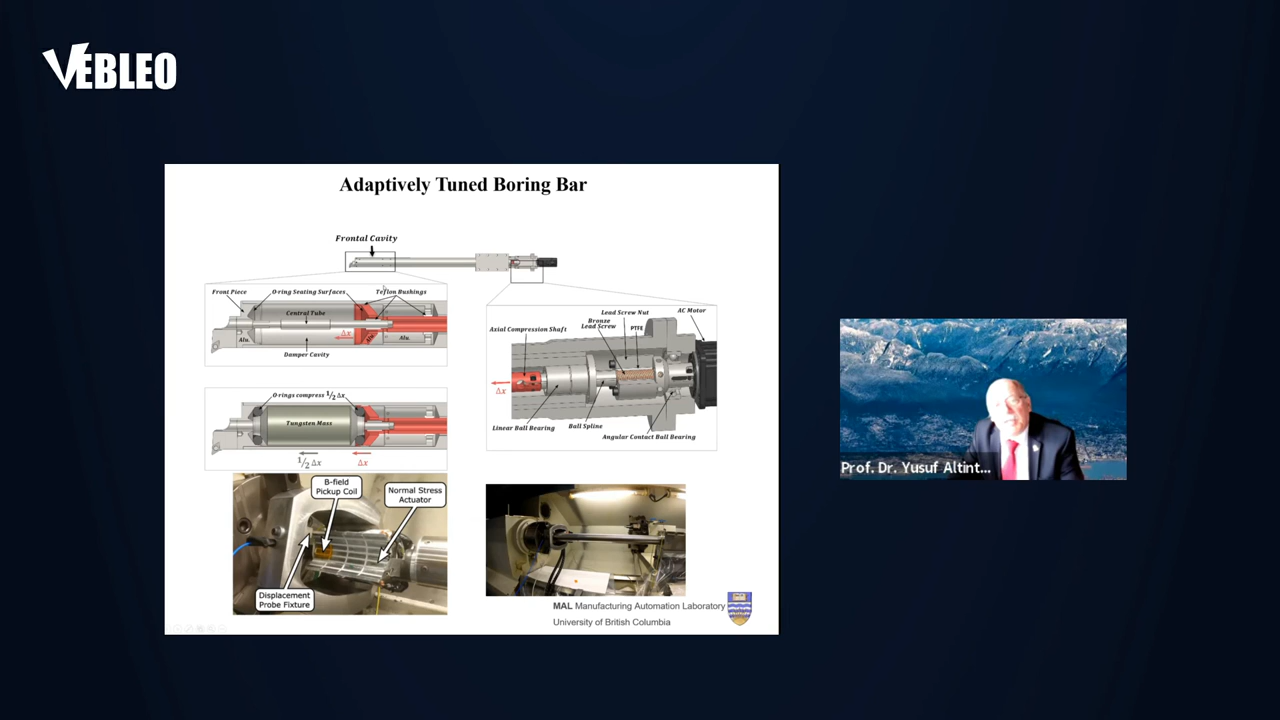 VEBLEO
Adaptively Tuned Boring Bar
Frontal Cavity
Front Piece
O-ring Seating Surfaces
Teflon Bushings
Central Tube
Δx
Alu.
Alu.
Alu.
Damper Cavity
O-rings compress 1/2 Δx
Tungsten Mass
1/2 Δx
Δx
B-field
Pickup Coil
Normal Stress
Actuator
Displacement
Probe Fixture
AC Motor
Lead Screw Nut
Bronze
Lead Screw
PTFE
Axial Compression Shaft
Δx
Linear Ball Bearing
Ball Spline
Angular Contact Ball Bearing
MAL Manufacturing Automation Laboratory
University of British Columbia
Prof. Dr. Yusuf Altint...